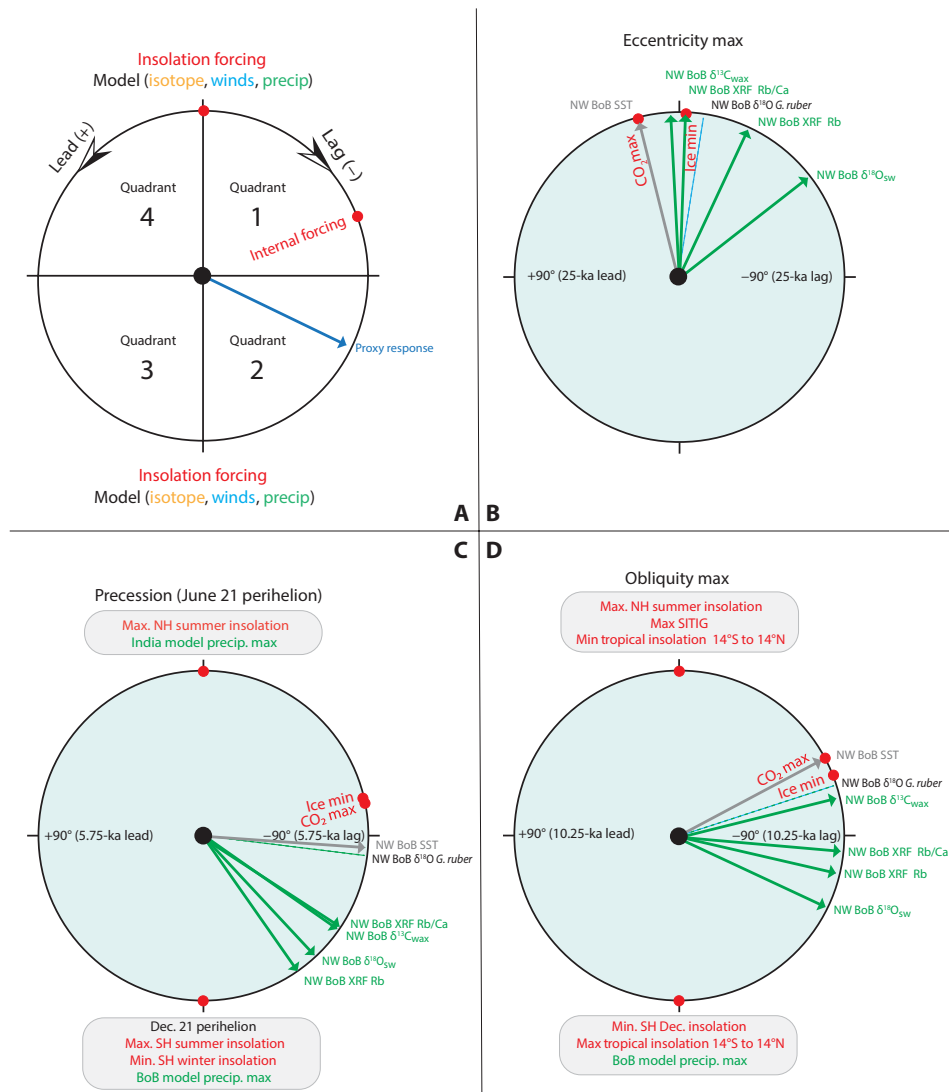 Insolation forcing
Model (isotope, winds, precip)
Lead (+)
Lag (−)
Quadrant
4
Quadrant
1
Internal forcing
Quadrant
3
Quadrant
2
Proxy response
Insolation forcing
Model (isotope, winds, precip)
A
B
Eccentricity max
NW BoB δ¹³Cwax
NW BoB XRF Rb/Ca
NW BoB SST
NW BoB δ¹⁸O G. ruber
NW BoB XRF Rb
CO₂ max
Ice min
NW BoB δ¹⁸Osw
+90° (25-ka lead)
−90° (25-ka lag)
C
D
Precession (June 21 perihelion)
Max. NH summer insolation
India model precip. max
Ice min
CO₂ max
+90° (5.75-ka lead)
−90° (5.75-ka lag)
NW BoB SST
NW BoB δ¹⁸O G. ruber
NW BoB XRF Rb/Ca
NW BoB δ¹³Cwax
NW BoB δ¹⁸Osw
NW BoB XRF Rb
Dec. 21 perihelion
Max. SH summer insolation
Min. SH winter insolation
BoB model precip. max
Obliquity max
Max. NH summer insolation
Max SITIG
Min tropical insolation 14°S to 14°N
NW BoB SST
CO₂ max
NW BoB δ¹⁸O G. ruber
Ice min
NW BoB δ¹³Cwax
+90° (10.25-ka lead)
−90° (10.25-ka lag)
NW BoB XRF Rb/Ca
NW BoB XRF Rb
NW BoB δ¹⁸Osw
Min. SH Dec. insolation
Max tropical insolation 14°S to 14°N
BoB model precip. max